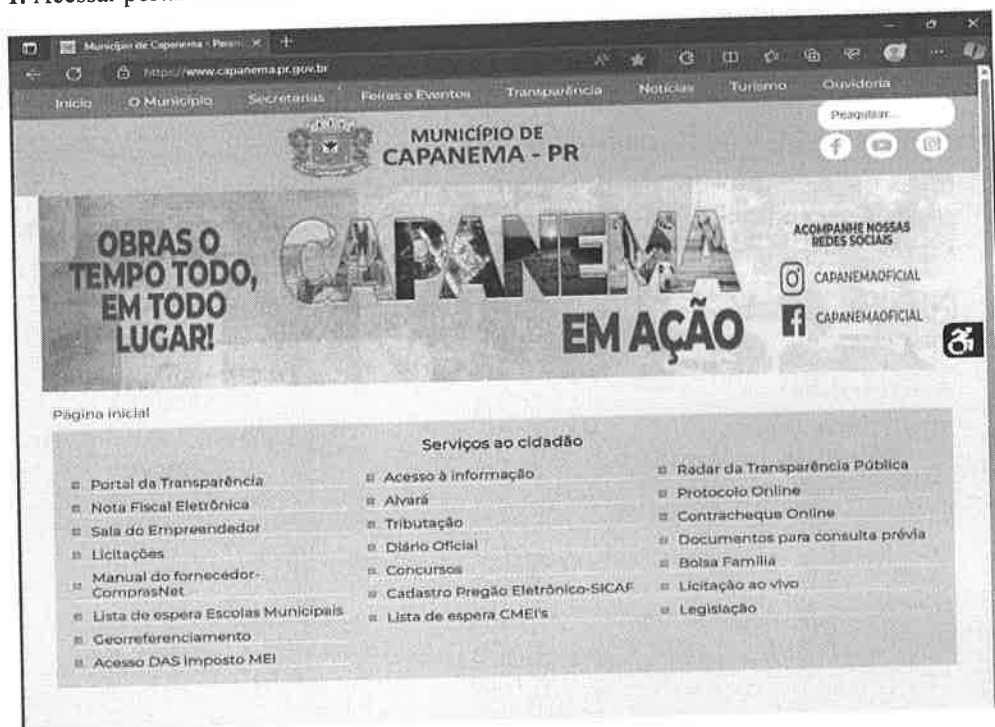 1. Acessar
Município de Capanema - Paran
https://www.capanema.pr.gov.br
Início O Município Secretarias Feiras e Eventos Transparência Notícias Turismo Ouvidoria
Pesquisar...
MUNICÍPIO DE
CAPANEMA - PR
OBRAS O
TEMPO TODO,
EM TODO
LUGAR!
CAPANEMA
EM AÇÃO
ACOMPANHE NOSSAS
REDES SOCIAIS
CAPANEMAOFICIAL
CAPANEMAOFICIAL
Página inicial
Serviços ao cidadão
Portal da Transparência
Nota Fiscal Eletrônica
Sala do Empreendedor
Licitações
Manual do fornecedor-
ComprasNet
Lista de espera Escolas Municipais
Georreferenciamento
Acesso DAS Imposto MEI
Acesso à informação
Alvará
Tributação
Diário Oficial
Concursos
Cadastro Pregão Eletrônico-SICAF
Lista de espera CMEI's
Radar da Transparência Pública
Protocolo Online
Contracheque Online
Documentos para consulta prévia
Bolsa Família
Licitação ao vivo
Legislação